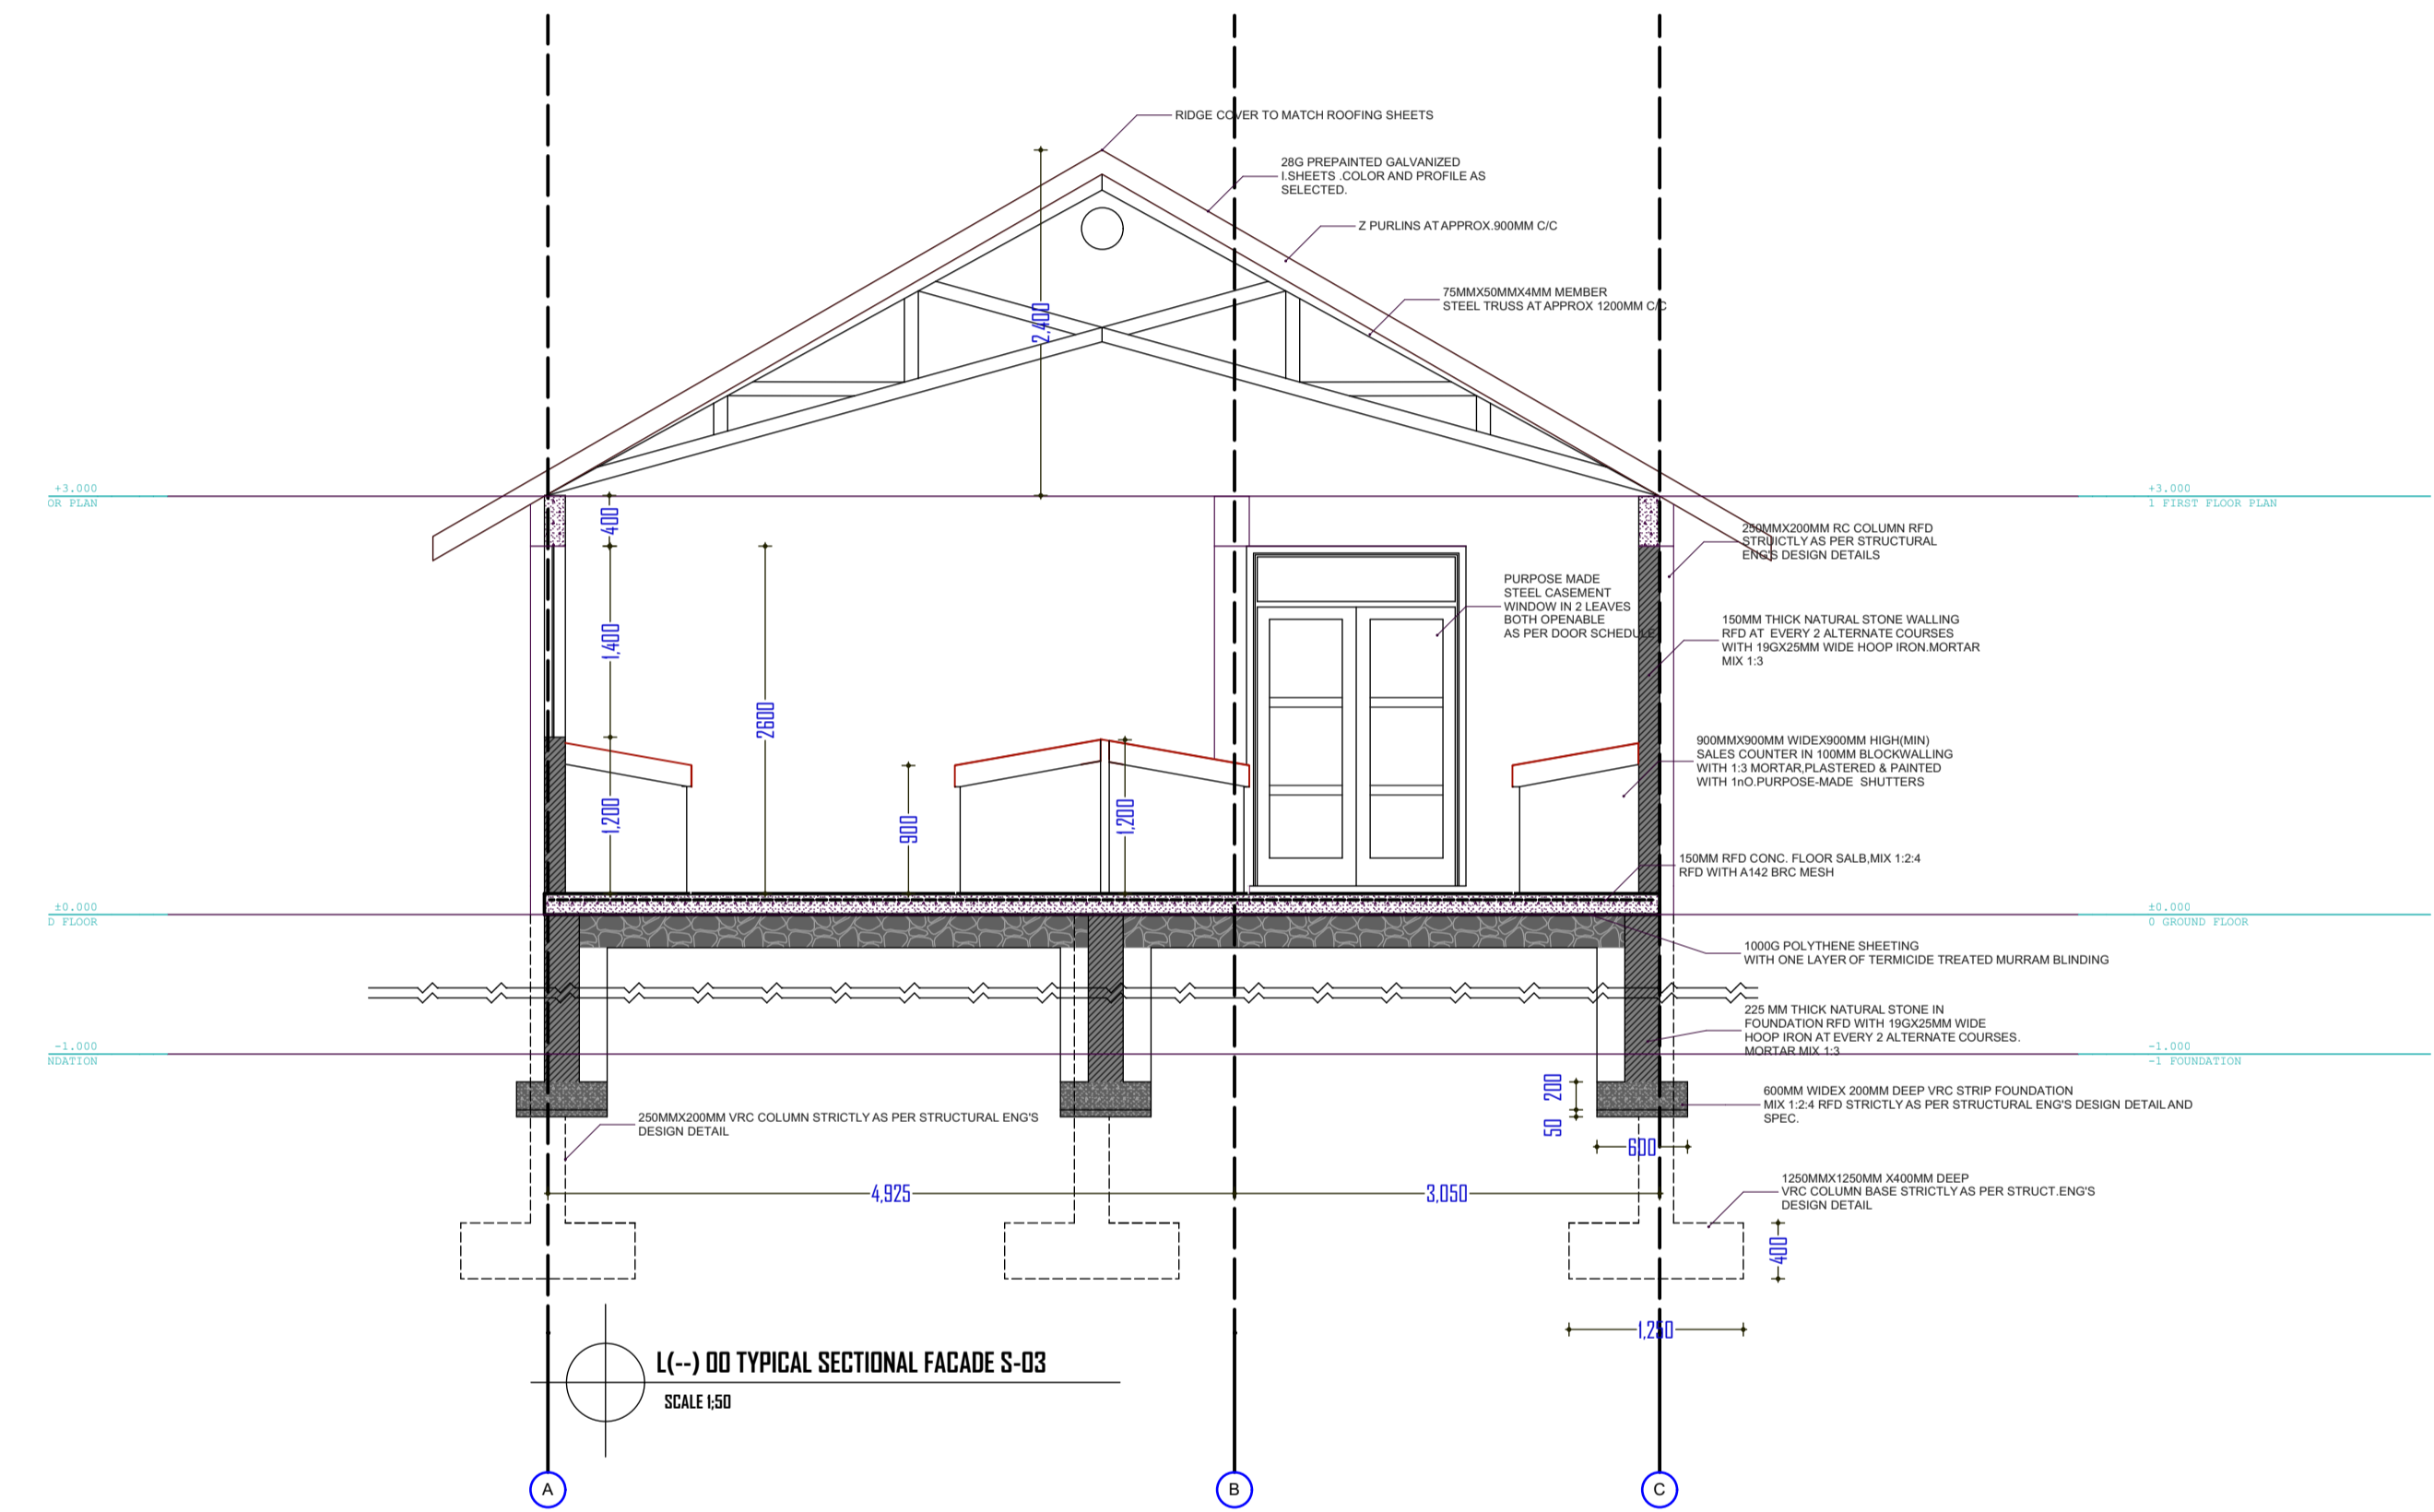 RIDGE COVER TO MATCH ROOFING SHEETS
28G PREPAINTED GALVANIZED
I.SHEETS .COLOR AND PROFILE AS
SELECTED.
Z PURLINS AT APPROX.900MM C/C
75MMX50MMX4MM MEMBER
STEEL TRUSS AT APPROX 1200MM C/C
2,400
+3.000
OR PLAN
+3.000
1 FIRST FLOOR PLAN
400
250MMX200MM RC COLUMN RFD
STRUICTLY AS PER STRUCTURAL
ENG'S DESIGN DETAILS
PURPOSE MADE
STEEL CASEMENT
WINDOW IN 2 LEAVES
BOTH OPENABLE
AS PER DOOR SCHEDULE
1,400
150MM THICK NATURAL STONE WALLING
RFD AT EVERY 2 ALTERNATE COURSES
WITH 19GX25MM WIDE HOOP IRON.MORTAR
MIX 1:3
2600
900MMX900MM WIDEX900MM HIGH(MIN)
SALES COUNTER IN 100MM BLOCKWALLING
WITH 1:3 MORTAR,PLASTERED & PAINTED
WITH 1nO.PURPOSE-MADE SHUTTERS
1,200
900
1,200
150MM RFD CONC. FLOOR SALB,MIX 1:2:4
RFD WITH A142 BRC MESH
±0.000
D FLOOR
±0.000
0 GROUND FLOOR
1000G POLYTHENE SHEETING
WITH ONE LAYER OF TERMICIDE TREATED MURRAM BLINDING
225 MM THICK NATURAL STONE IN
FOUNDATION RFD WITH 19GX25MM WIDE
HOOP IRON AT EVERY 2 ALTERNATE COURSES.
MORTAR MIX 1:3
-1.000
NDATION
-1.000
-1 FOUNDATION
200
50
600MM WIDEX 200MM DEEP VRC STRIP FOUNDATION
MIX 1:2:4 RFD STRICTLY AS PER STRUCTURAL ENG'S DESIGN DETAIL AND
SPEC.
250MMX200MM VRC COLUMN STRICTLY AS PER STRUCTURAL ENG'S
DESIGN DETAIL
600
4,925
3,050
1250MMX1250MM X400MM DEEP
VRC COLUMN BASE STRICTLY AS PER STRUCT.ENG'S
DESIGN DETAIL
400
1,250
L(--) 00 TYPICAL SECTIONAL FACADE S-03
SCALE 1;50
A
B
C